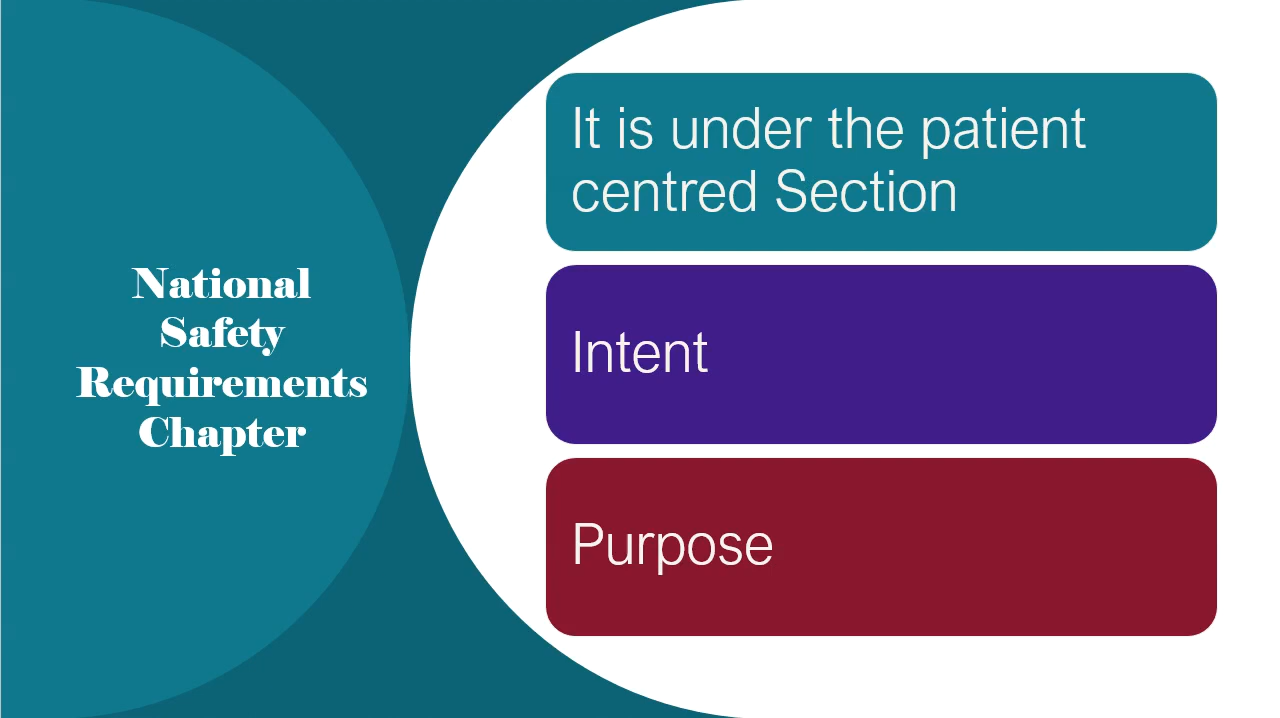 National
Safety
Requirements
Chapter
It is under the patient
centred Section
Intent
Purpose